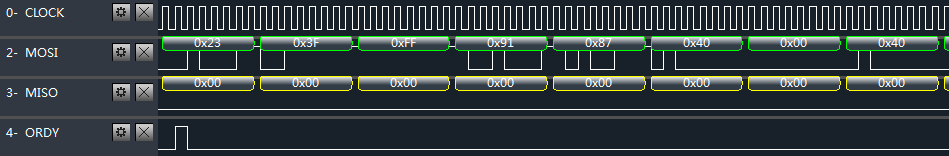 0- CLOCK
2- MOSI 0x23 0x3F 0xFF 0x91 0x87 0x40 0x00 0x40
3- MISO 0x00 0x00 0x00 0x00 0x00 0x00 0x00 0x00
4- ORDY